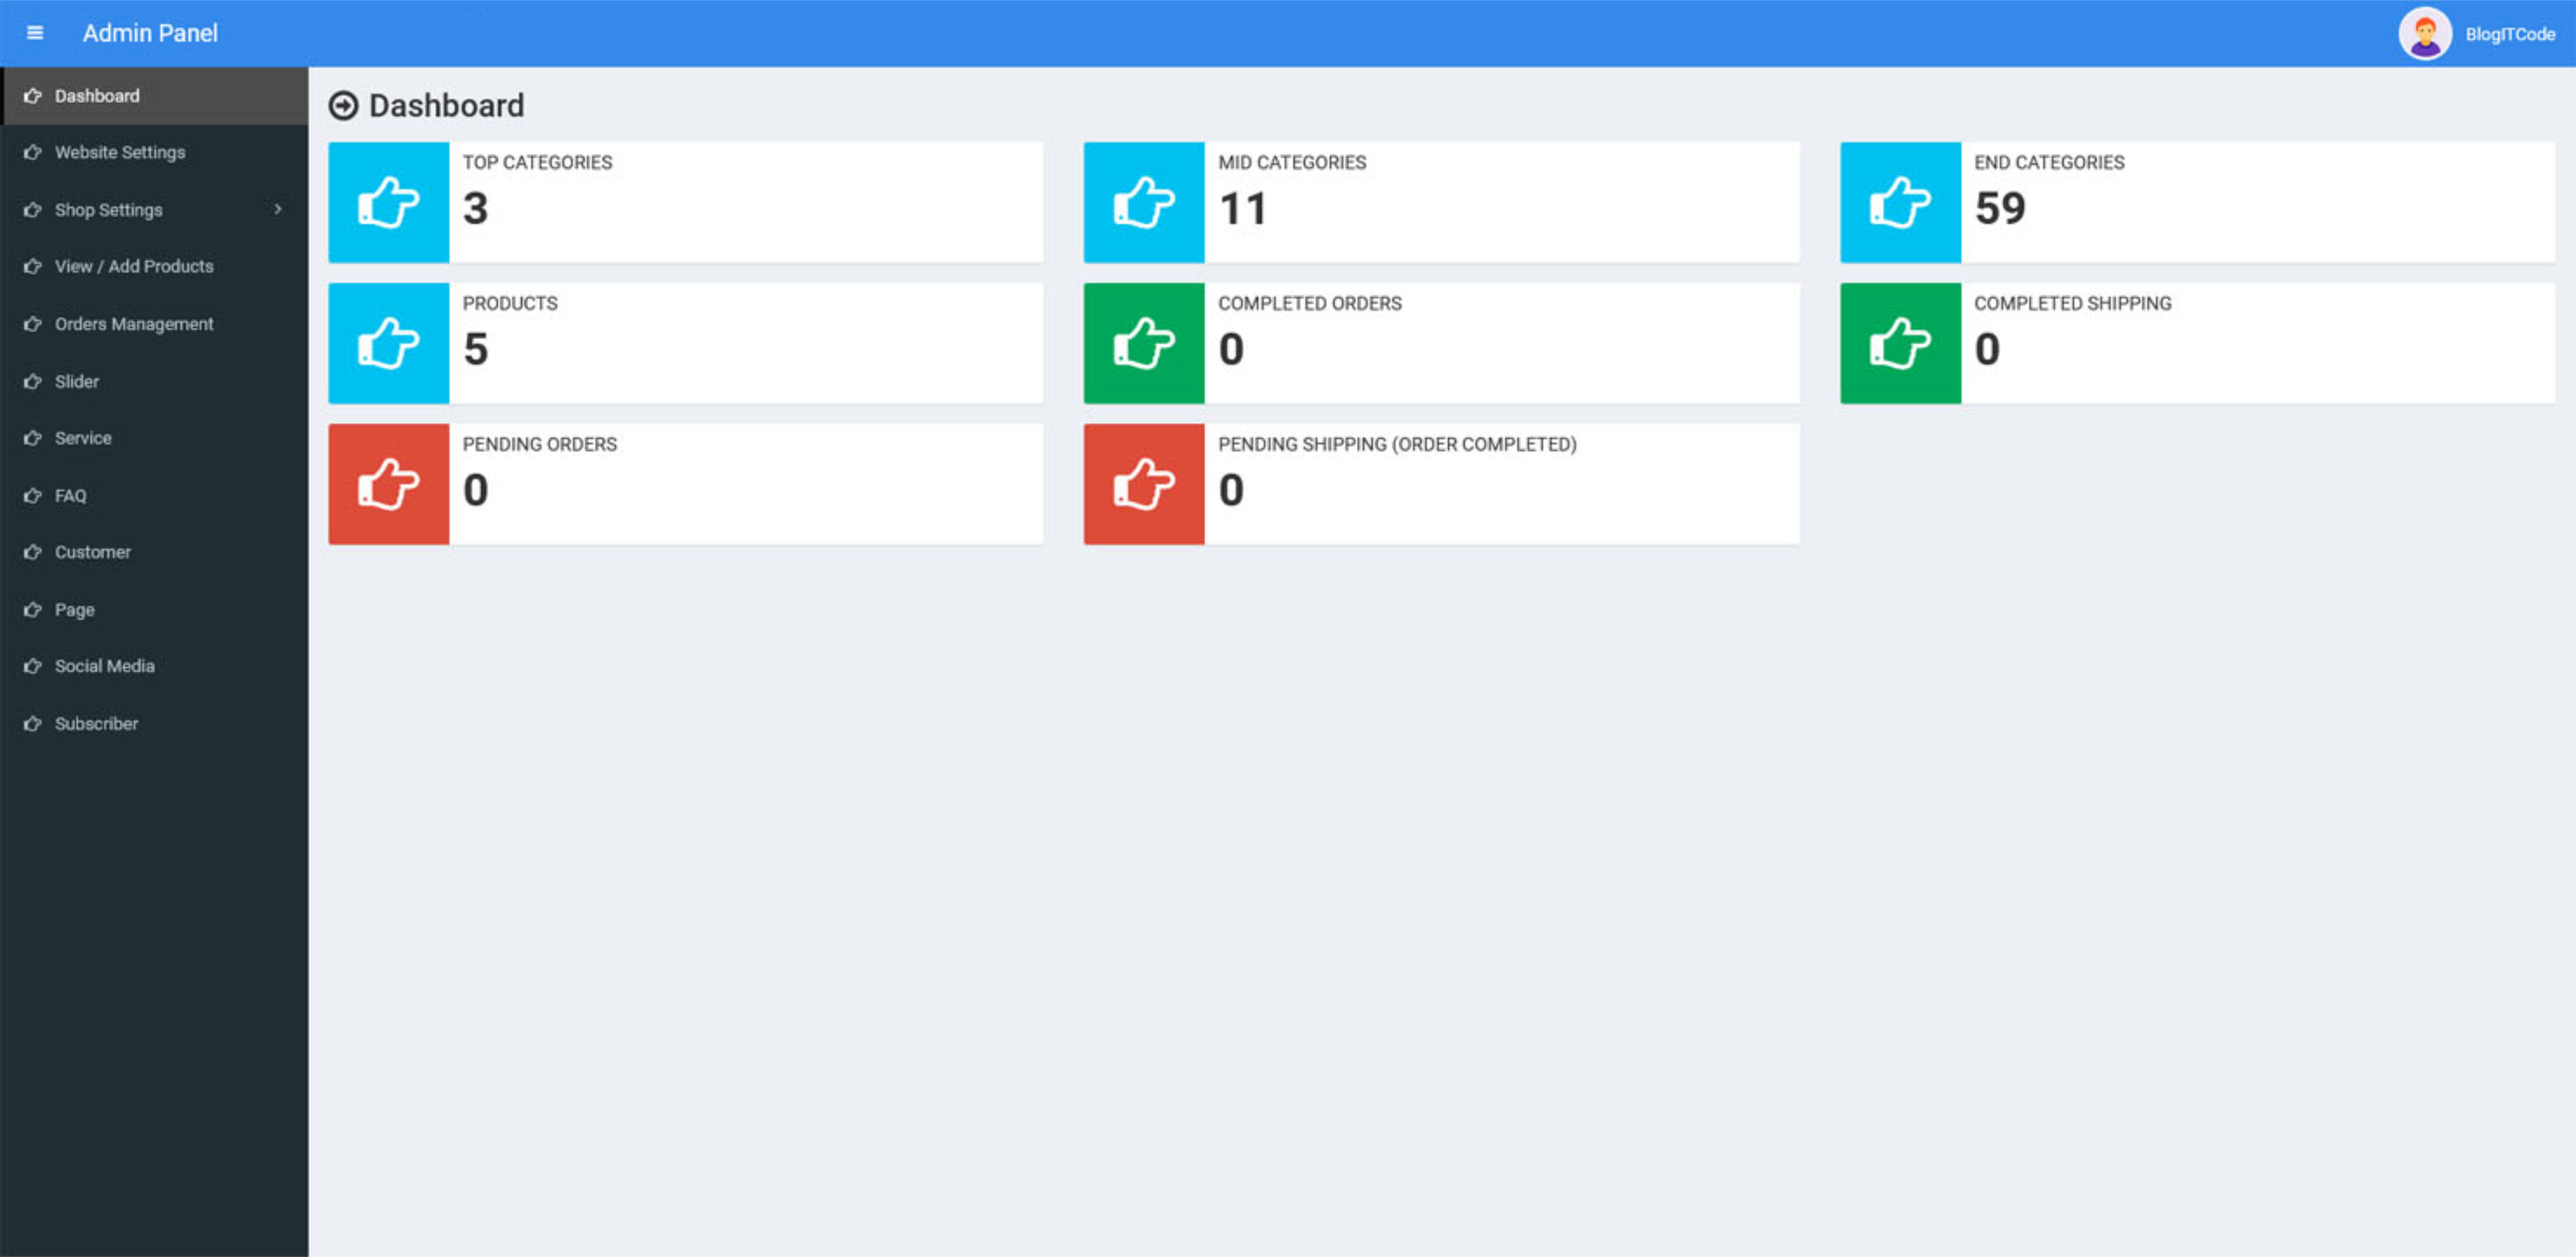 Admin Panel
BlogITCode
Dashboard
Website Settings
Shop Settings
View / Add Products
Orders Management
Slider
Service
FAQ
Customer
Page
Social Media
Subscriber
Dashboard
TOP CATEGORIES
3
MID CATEGORIES
11
END CATEGORIES
59
PRODUCTS
5
COMPLETED ORDERS
0
COMPLETED SHIPPING
0
PENDING ORDERS
0
PENDING SHIPPING (ORDER COMPLETED)
0